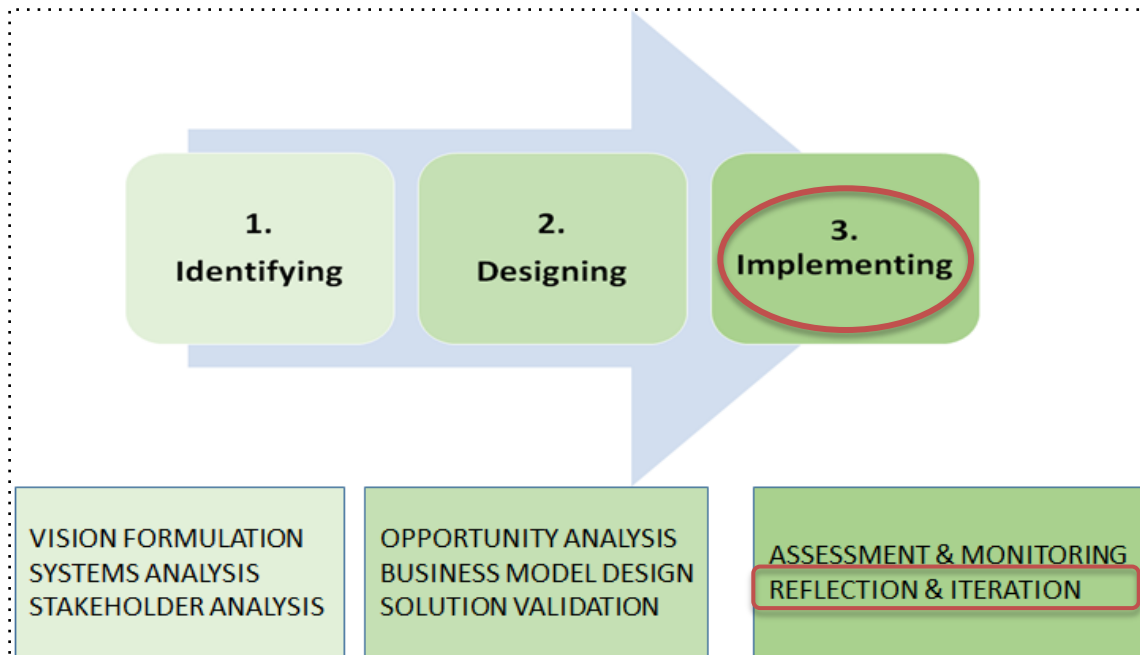 1.
Identifying
2.
Designing
3.
Implementing
VISION FORMULATION
SYSTEMS ANALYSIS
STAKEHOLDER ANALYSIS
OPPORTUNITY ANALYSIS
BUSINESS MODEL DESIGN
SOLUTION VALIDATION
ASSESSMENT & MONITORING
REFLECTION & ITERATION